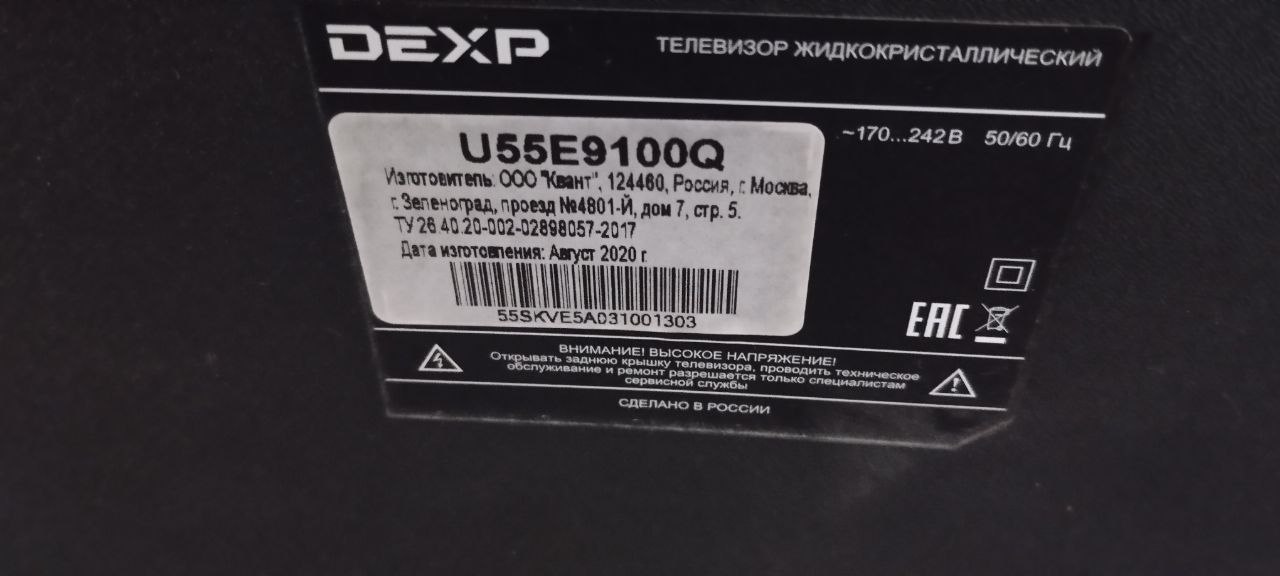 DEXP
ТЕЛЕВИЗОР ЖИДКОКРИСТАЛЛИЧЕСКИЙ
~170...242 В 50/60 Гц
U55E9100Q
Изготовитель: ООО "Квант", 124460, Россия, г. Москва,
г. Зеленоград, проезд №4801-Й, дом 7, стр. 5.
ТУ 26.40.20-002-02898057-2017
Дата изготовления: Август 2020 г.
55SKVE5A031001303
EAC
ВНИМАНИЕ! ВЫСОКОЕ НАПРЯЖЕНИЕ!
Открывать заднюю крышку телевизора, проводить техническое
обслуживание и ремонт разрешается только специалистам
сервисной службы
СДЕЛАНО В РОССИИ